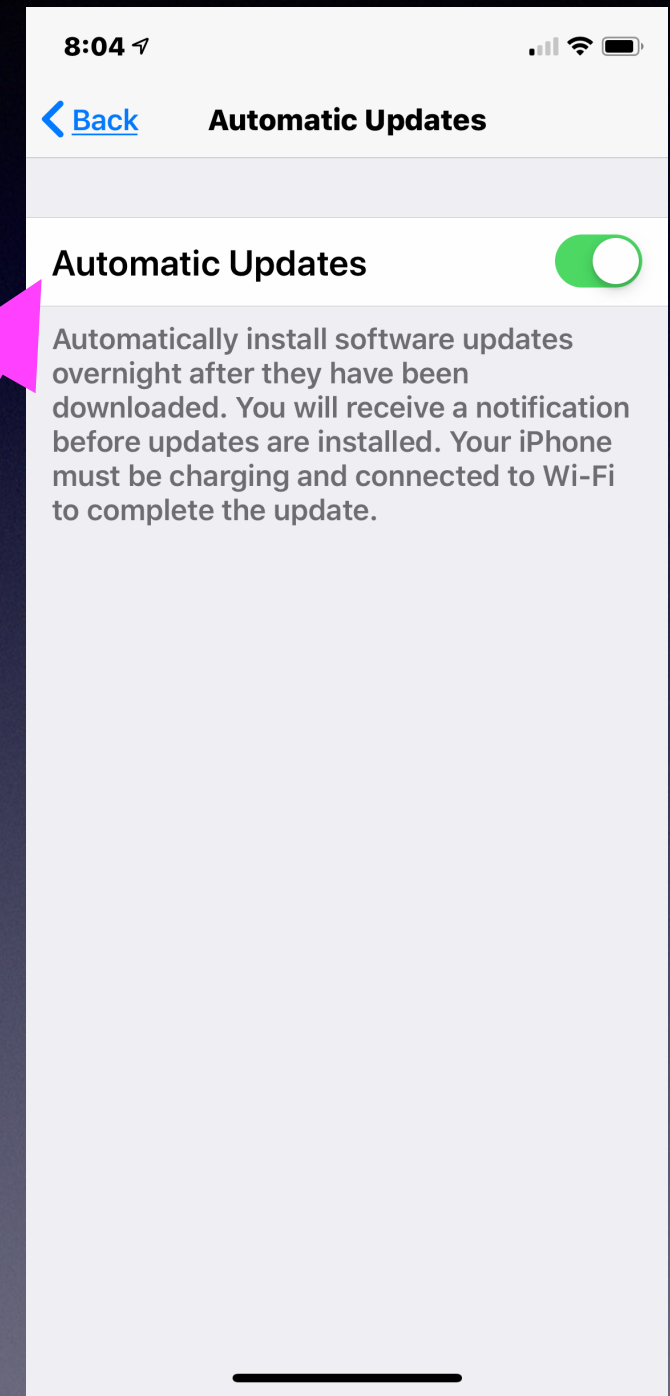 8:04
Back
Automatic Updates
Automatic Updates
Automatically install software updates
overnight after they have been
downloaded. You will receive a notification
before updates are installed. Your iPhone
must be charging and connected to Wi-Fi
to complete the update.